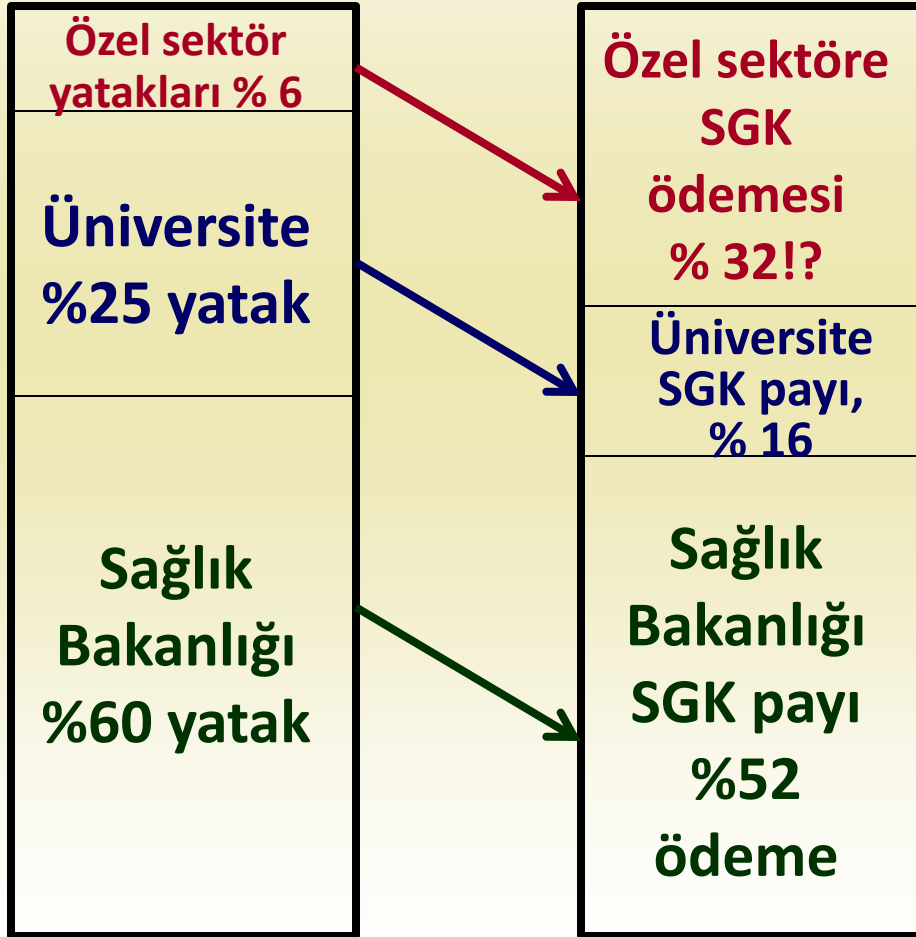 Özel sektör
yatakları % 6
Üniversite
%25 yatak
Sağlık
Bakanlığı
%60 yatak
Özel sektöre
SGK
ödemesi
% 32!?
Üniversite
SGK payı,
% 16
Sağlık
Bakanlığı
SGK payı
%52
ödeme